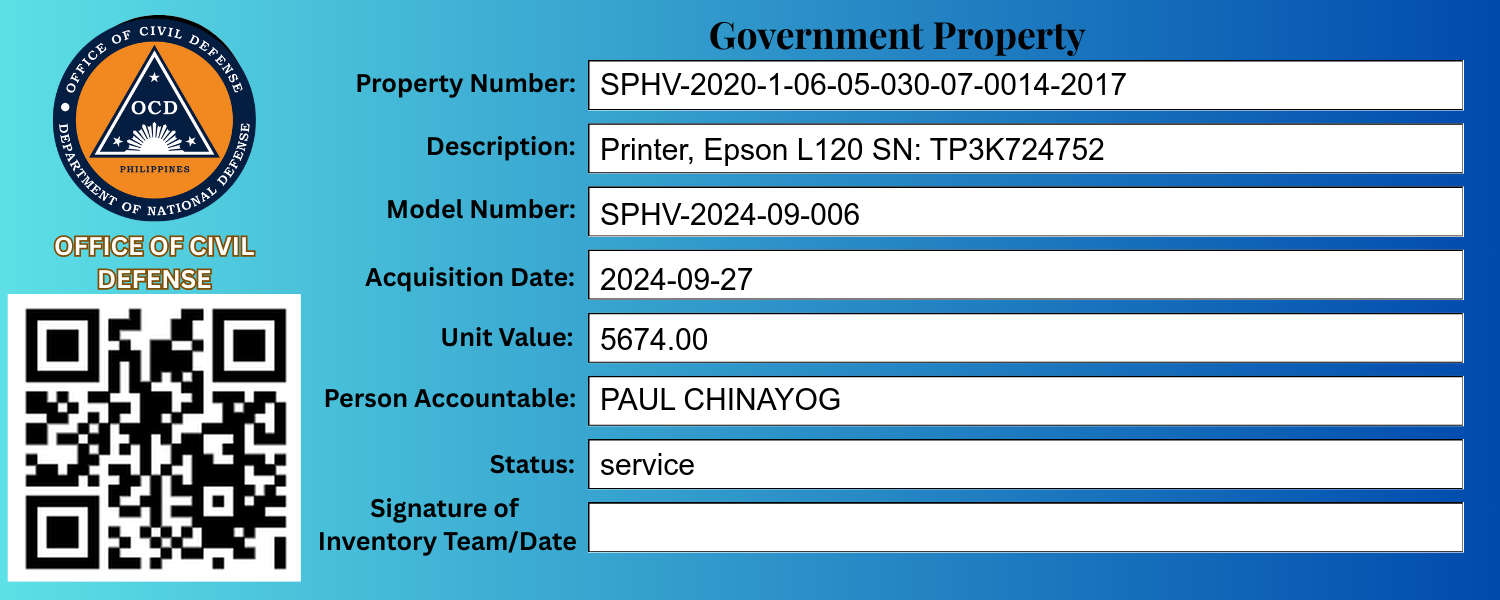 Government Property
OFFICE OF CIVIL DEFENSE
DEPARTMENT OF NATIONAL DEFENSE
OCD
PHILIPPINES
OFFICE OF CIVIL
DEFENSE
Property Number: SPHV-2020-1-06-05-030-07-0014-2017
Description: Printer, Epson L120 SN: TP3K724752
Model Number: SPHV-2024-09-006
Acquisition Date: 2024-09-27
Unit Value: 5674.00
Person Accountable: PAUL CHINAYOG
Status: service
Signature of
Inventory Team/Date